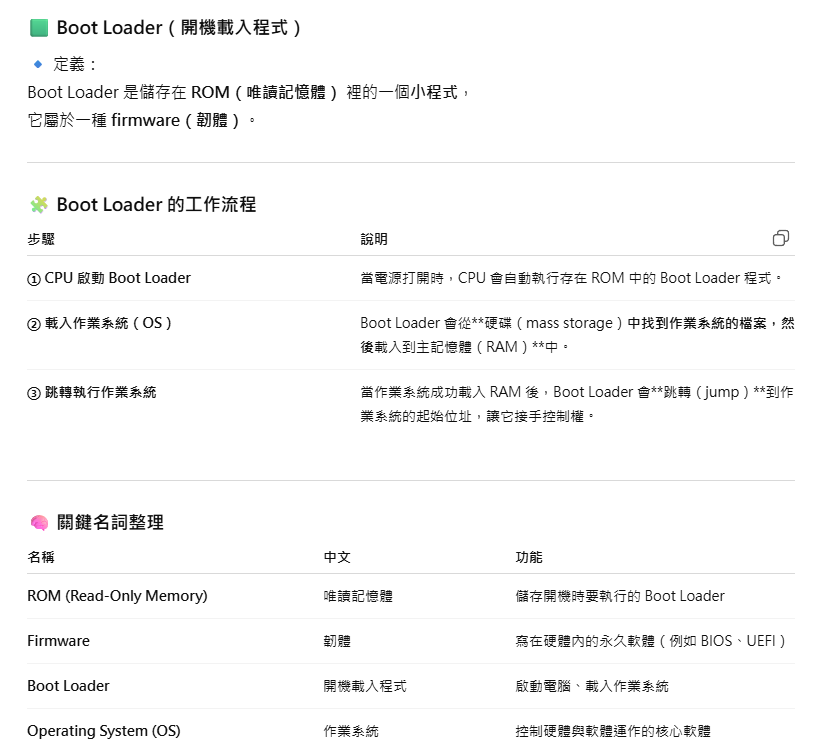 Boot Loader（開機載入程式）
定義：
Boot Loader 是儲存在 ROM（唯讀記憶體） 裡的一個小程式，
它屬於一種 firmware（韌體）。
Boot Loader 的工作流程
步驟 說明
① CPU 啟動 Boot Loader 當電源打開時，CPU 會自動執行存在 ROM 中的 Boot Loader 程式。
② 載入作業系統（OS） Boot Loader 會從**硬碟（mass storage）中找到作業系統的檔案，然
後載入到主記憶體（RAM）**中。
③ 跳轉執行作業系統 當作業系統成功載入 RAM 後，Boot Loader 會**跳轉（jump）**到作
業系統的起始位址，讓它接手控制權。
關鍵名詞整理
名稱 中文 功能
ROM (Read-Only Memory) 唯讀記憶體 儲存開機時要執行的 Boot Loader
Firmware 韌體 寫在硬體內的永久軟體（例如 BIOS、UEFI）
Boot Loader 開機載入程式 啟動電腦、載入作業系統
Operating System (OS) 作業系統 控制硬體與軟體運作的核心軟體